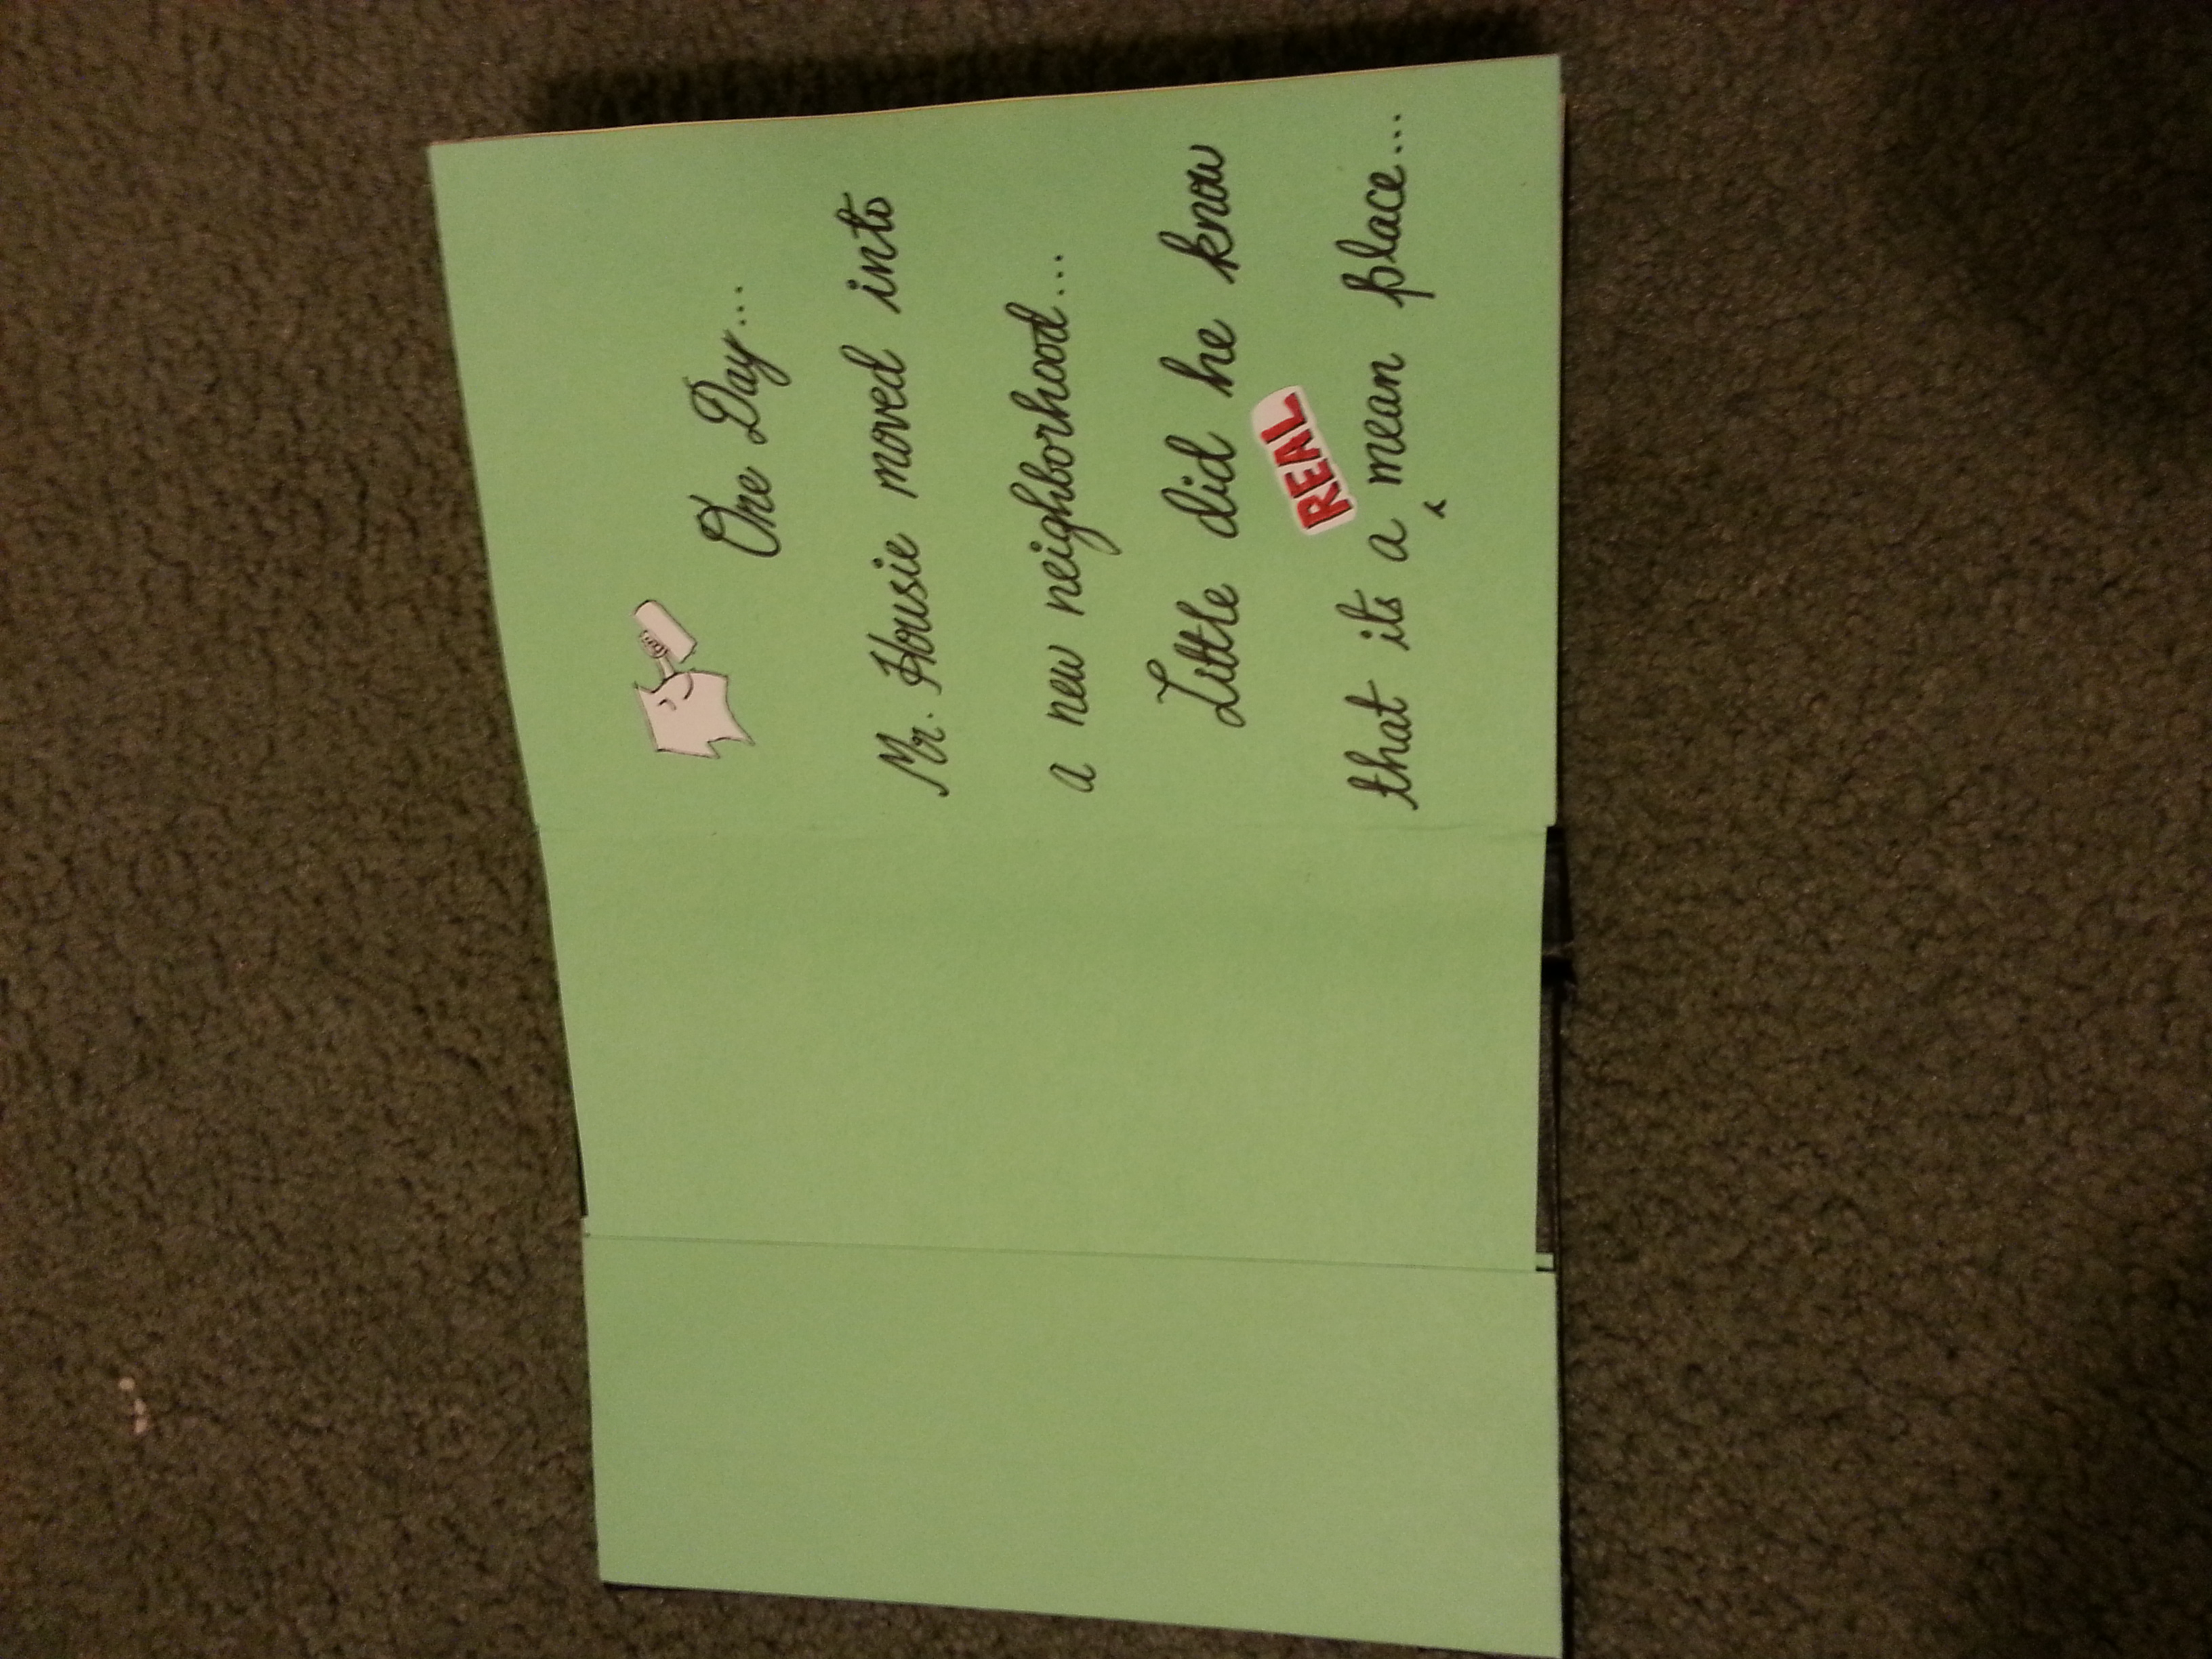 One Day...
Mr. Housie moved into
a new neighborhood...
Little did he know
REAL
that its a ‸ mean place...